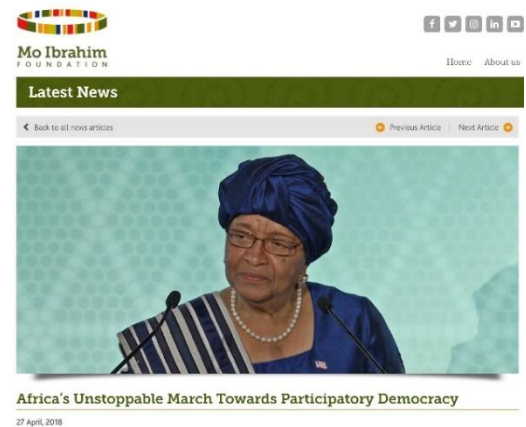 Mo Ibrahim
FOUNDATION
Home About us
Latest News
Back to all news articles
Previous Article | Next Article
Africa's Unstoppable March Towards Participatory Democracy
27 April, 2018